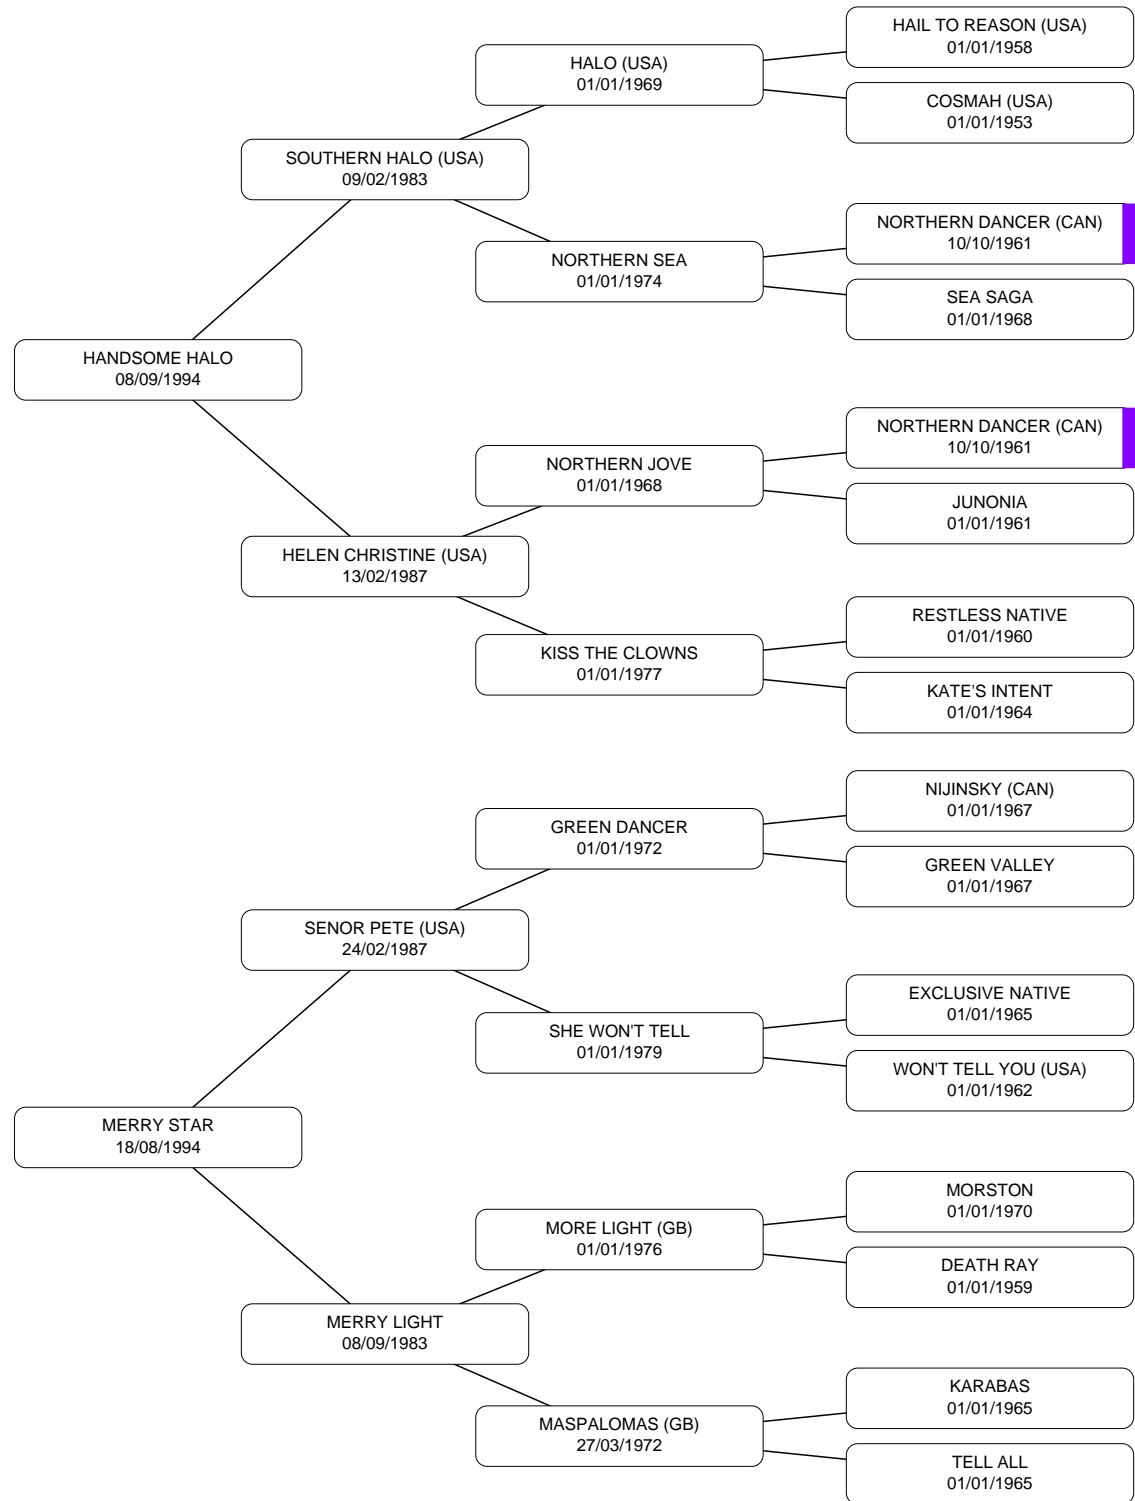 HAIL TO REASON (USA)
01/01/1958
HALO (USA)
01/01/1969
COSMAH (USA)
01/01/1953
SOUTHERN HALO (USA)
09/02/1983
NORTHERN DANCER (CAN)
10/10/1961
NORTHERN SEA
01/01/1974
SEA SAGA
01/01/1968
HANDSOME HALO
08/09/1994
NORTHERN DANCER (CAN)
10/10/1961
NORTHERN JOVE
01/01/1968
JUNONIA
01/01/1961
HELEN CHRISTINE (USA)
13/02/1987
RESTLESS NATIVE
01/01/1960
KISS THE CLOWNS
01/01/1977
KATE'S INTENT
01/01/1964
NIJINSKY (CAN)
01/01/1967
GREEN DANCER
01/01/1972
GREEN VALLEY
01/01/1967
SENOR PETE (USA)
24/02/1987
EXCLUSIVE NATIVE
01/01/1965
SHE WON'T TELL
01/01/1979
WON'T TELL YOU (USA)
01/01/1962
MERRY STAR
18/08/1994
MORSTON
01/01/1970
MORE LIGHT (GB)
01/01/1976
DEATH RAY
01/01/1959
MERRY LIGHT
08/09/1983
KARABAS
01/01/1965
MASPALOMAS (GB)
27/03/1972
TELL ALL
01/01/1965